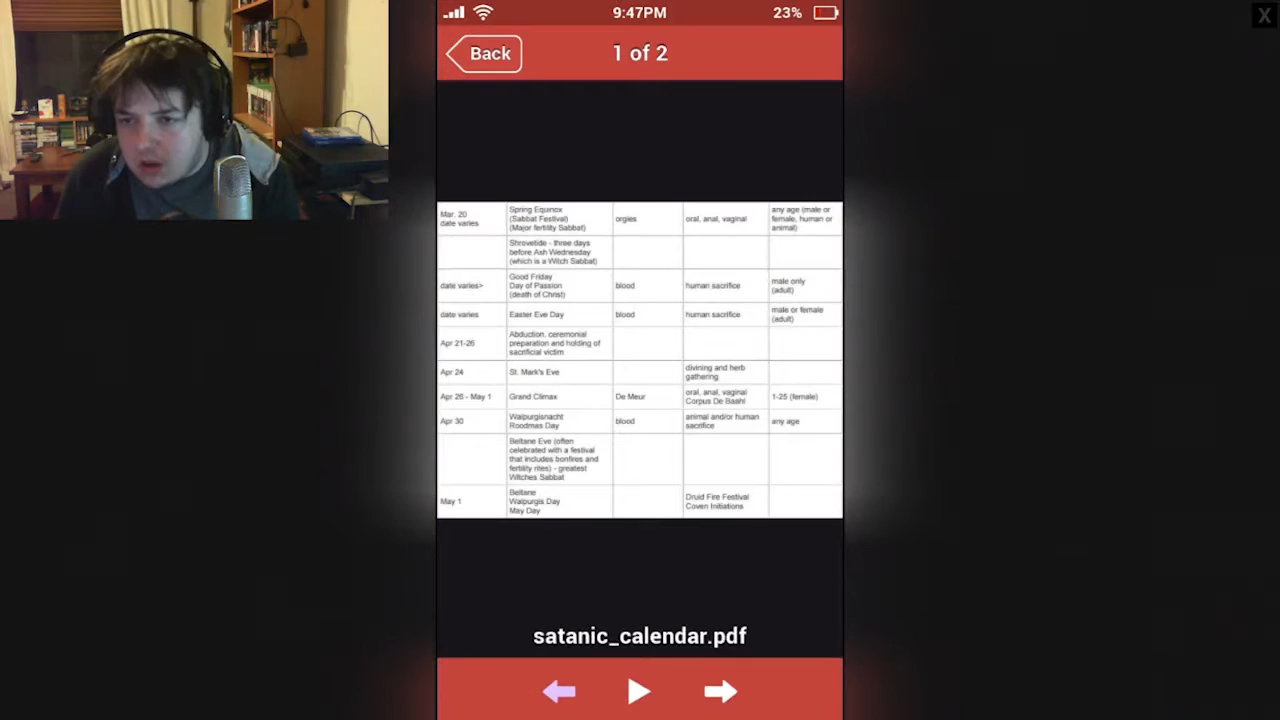 X
9:47PM
23%
Back
1 of 2
Mar. 20
date varies
Spring Equinox
(Sabbat Festival)
(Major fertility Sabbat)
orgies
oral, anal, vaginal
any age (male or
female, human or
animal)
Shrovetide - three days
before Ash Wednesday
(which is a Witch Sabbat)
date varies>
Good Friday
Day of Passion
(death of Christ)
blood
human sacrifice
male only
(adult)
date varies
Easter Eve Day
blood
human sacrifice
male or female
(adult)
Apr 21-26
Abduction, ceremonial
preparation and holding of
sacrificial victim
Apr 24
St. Mark's Eve
divining and herb
gathering
Apr 26 - May 1
Grand Climax
De Meur
oral, anal, vaginal
Corpus De Baahl
1-25 (female)
Apr 30
Walpurgisnacht
Roodmas Day
blood
animal and/or human
sacrifice
any age
Beltane Eve (often
celebrated with a festival
that includes bonfires and
fertility rites) - greatest
Witches Sabbat
May 1
Beltane
Walpurgis Day
May Day
Druid Fire Festival
Coven Initiations
satanic_calendar.pdf